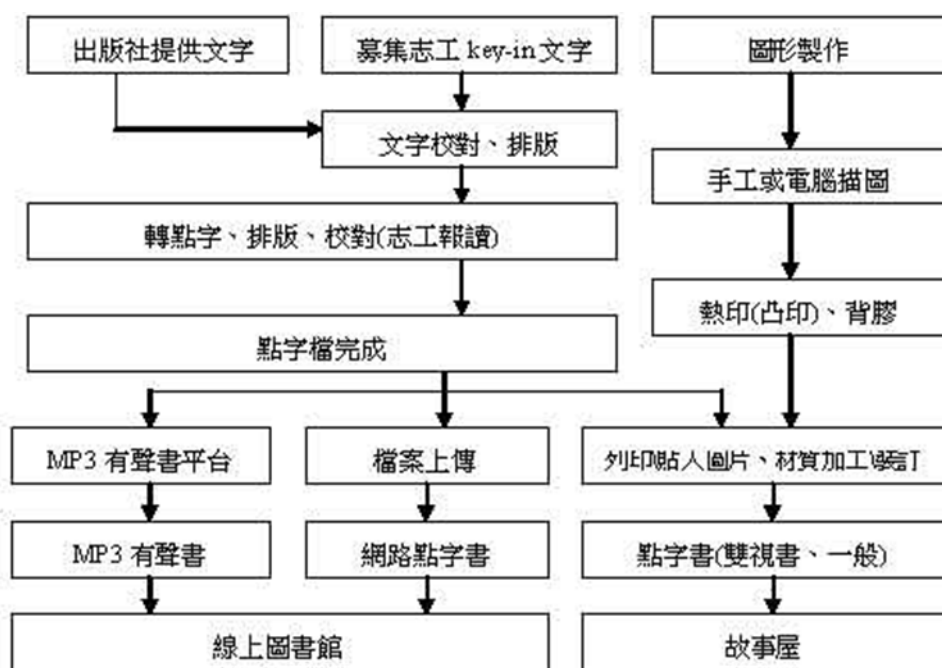 出版社提供文字
募集志工 key-in 文字
圖形製作
文字校對、排版
手工或電腦描圖
轉點字、排版、校對(志工報讀)
熱印(凸印)、背膠
點字檔完成
MP3 有聲書平台
檔案上傳
列印貼入圖片、材質加工裝訂
MP3 有聲書
網路點字書
點字書(雙視書、一般)
線上圖書館
故事屋